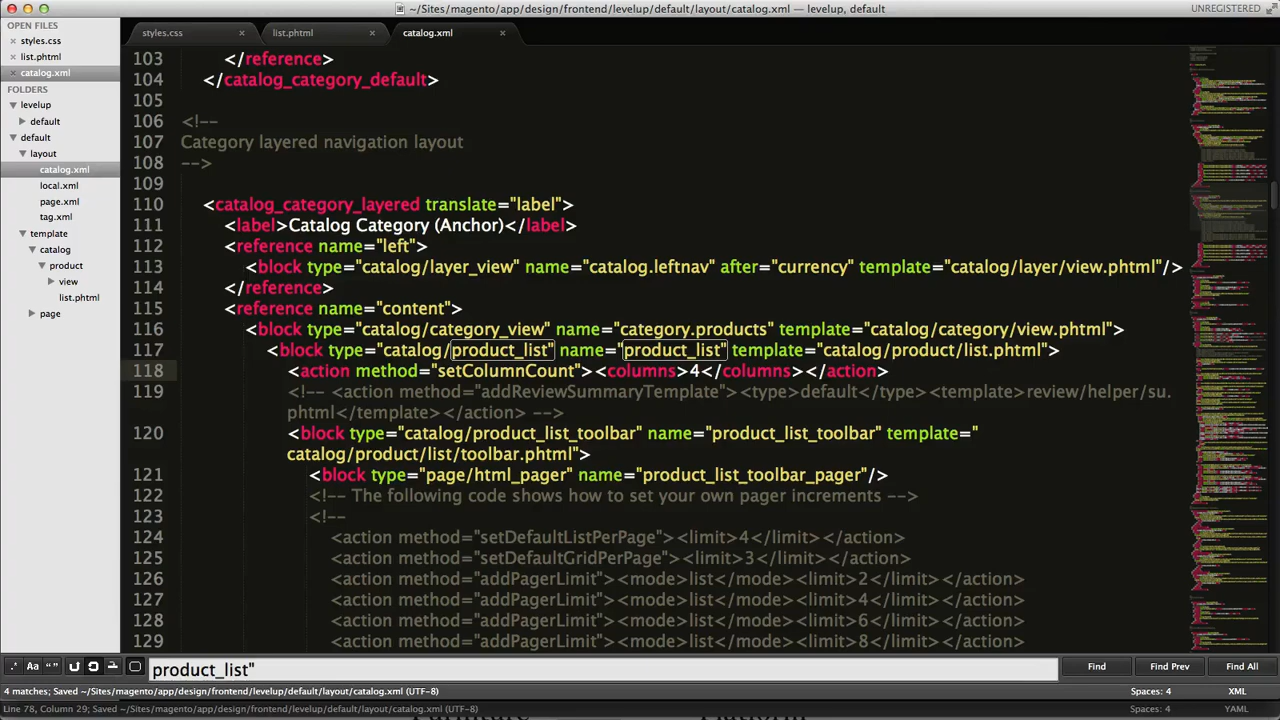 ~/Sites/magento/app/design/frontend/levelup/default/layout/catalog.xml — levelup, default
UNREGISTERED
OPEN FILES
styles.css
list.phtml
catalog.xml
FOLDERS
levelup
default
default
layout
catalog.xml
local.xml
page.xml
tag.xml
template
catalog
product
view
list.phtml
page
styles.css × list.phtml × catalog.xml ×
103 </reference>
104 </catalog_category_default>
105
106 <!--
107 Category layered navigation layout
108 -->
109
110 <catalog_category_layered translate="label">
111 <label>Catalog Category (Anchor)</label>
112 <reference name="left">
113 <block type="catalog/layer_view" name="catalog.leftnav" after="currency" template="catalog/layer/view.phtml"/>
114 </reference>
115 <reference name="content">
116 <block type="catalog/category_view" name="category.products" template="catalog/category/view.phtml">
117 <block type="catalog/product_list" name="product_list" template="catalog/product/list.phtml">
118 <action method="setColumnCount"><columns>4</columns></action>
119 <!-- <action method="addReviewSummaryTemplate"><type>default</type><template>review/helper/su.
phtml</template></action> -->
120 <block type="catalog/product_list_toolbar" name="product_list_toolbar" template="
catalog/product/list/toolbar.phtml">
121 <block type="page/html_pager" name="product_list_toolbar_pager"/>
122 <!-- The following code shows how to set your own pager increments -->
123 <!--
124 <action method="setDefaultListPerPage"><limit>4</limit></action>
125 <action method="setDefaultGridPerPage"><limit>3</limit></action>
126 <action method="addPagerLimit"><mode>list</mode><limit>2</limit></action>
127 <action method="addPagerLimit"><mode>list</mode><limit>4</limit></action>
128 <action method="addPagerLimit"><mode>list</mode><limit>6</limit></action>
129 <action method="addPagerLimit"><mode>list</mode><limit>8</limit></action>
.* Aa “ ” product_list" Find Find Prev Find All
4 matches; Saved ~/Sites/magento/app/design/frontend/levelup/default/layout/catalog.xml (UTF-8) Spaces: 4 XML
Line 78, Column 29; Saved ~/Sites/magento/app/design/frontend/levelup/default/layout/catalog.xml (UTF-8) Spaces: 4 YAML